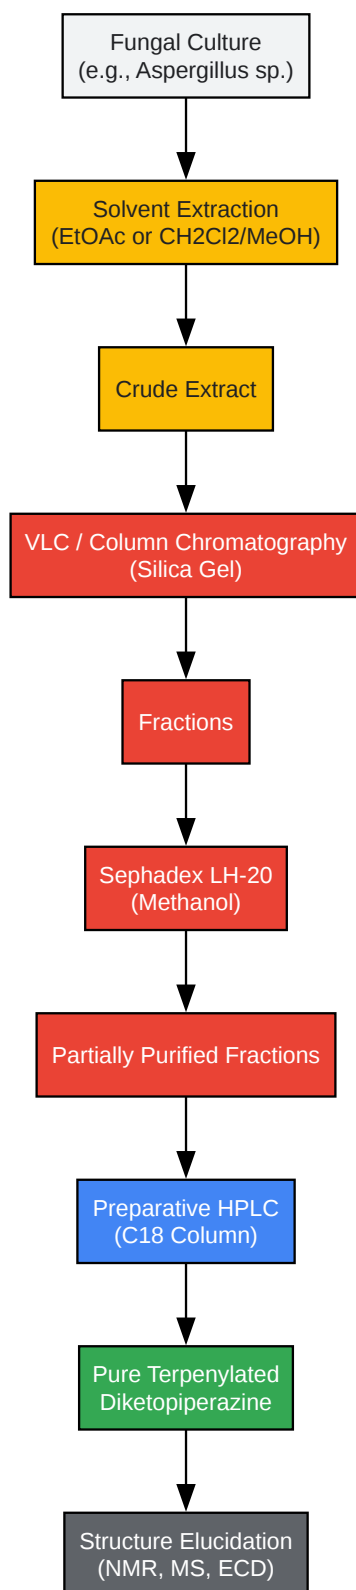 Fungal Culture
(e.g., Aspergillus sp.)
Solvent Extraction
(EtOAc or CH2Cl2/MeOH)
Crude Extract
VLC / Column Chromatography
(Silica Gel)
Fractions
Sephadex LH-20
(Methanol)
Partially Purified Fractions
Preparative HPLC
(C18 Column)
Pure Terpenylated
Diketopiperazine
Structure Elucidation
(NMR, MS, ECD)